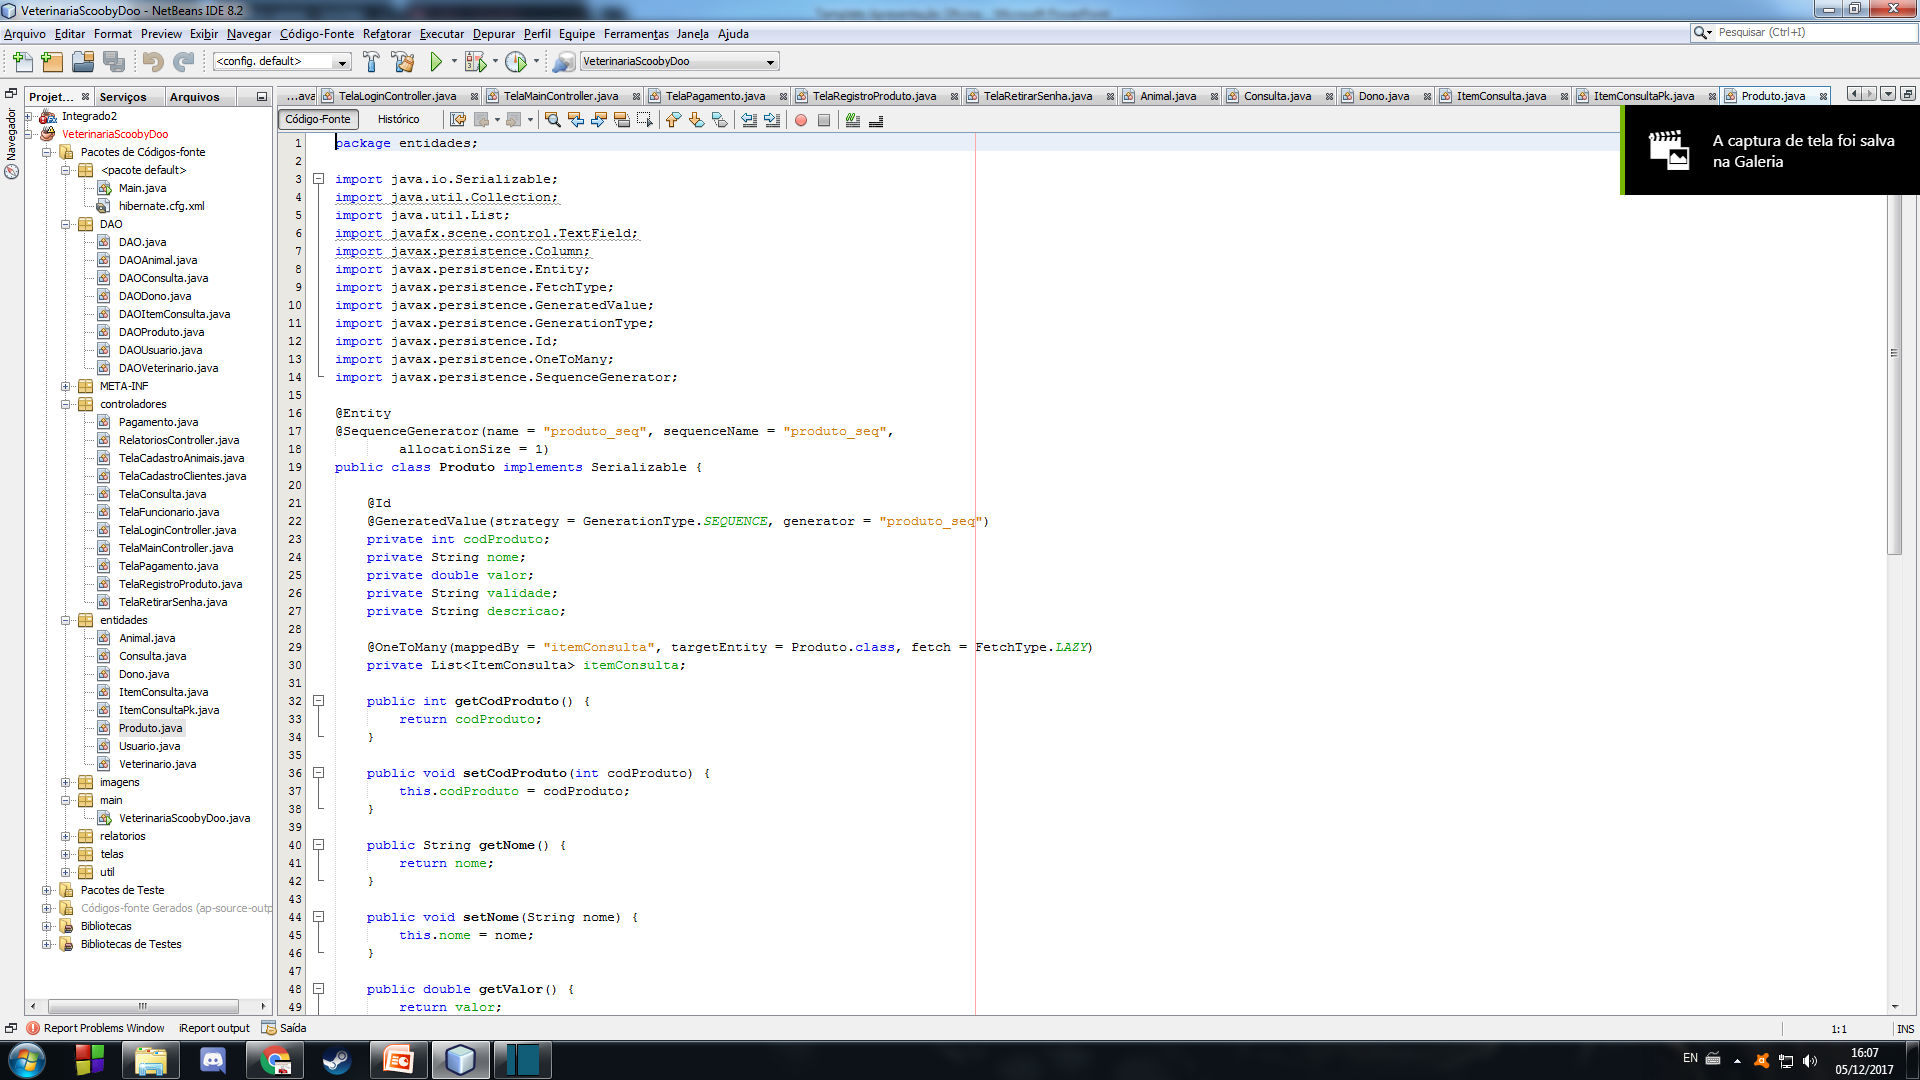 VeterinariaScoobyDoo - NetBeans IDE 8.2
Arquivo Editar Format Preview Exibir Navegar Código-Fonte Refatorar Executar Depurar Perfil Equipe Ferramentas Janela Ajuda
Pesquisar (Ctrl+I)
<config. default>
VeterinariaScoobyDoo
Projet... Serviços Arquivos
...ava TelaLoginController.java TelaMainController.java TelaPagamento.java TelaRegistroProduto.java TelaRetirarSenha.java Animal.java Consulta.java Dono.java ItemConsulta.java ItemConsultaPk.java Produto.java
Código-Fonte Histórico
A captura de tela foi salva
na Galeria
Navegador
Integrado2
VeterinariaScoobyDoo
Pacotes de Códigos-fonte
<pacote default>
Main.java
hibernate.cfg.xml
DAO
DAO.java
DAOAnimal.java
DAOConsulta.java
DAODono.java
DAOItemConsulta.java
DAOProduto.java
DAOUsuario.java
DAOVeterinario.java
META-INF
controladores
Pagamento.java
RelatoriosController.java
TelaCadastroAnimais.java
TelaCadastroClientes.java
TelaConsulta.java
TelaFuncionario.java
TelaLoginController.java
TelaMainController.java
TelaPagamento.java
TelaRegistroProduto.java
TelaRetirarSenha.java
entidades
Animal.java
Consulta.java
Dono.java
ItemConsulta.java
ItemConsultaPk.java
Produto.java
Usuario.java
Veterinario.java
imagens
main
VeterinariaScoobyDoo.java
relatorios
telas
util
Pacotes de Teste
Códigos-fonte Gerados (ap-source-outp
Bibliotecas
Bibliotecas de Testes
1 package entidades;
2
3 import java.io.Serializable;
4 import java.util.Collection;
5 import java.util.List;
6 import javafx.scene.control.TextField;
7 import javax.persistence.Column;
8 import javax.persistence.Entity;
9 import javax.persistence.FetchType;
10 import javax.persistence.GeneratedValue;
11 import javax.persistence.GenerationType;
12 import javax.persistence.Id;
13 import javax.persistence.OneToMany;
14 import javax.persistence.SequenceGenerator;
15
16 @Entity
17 @SequenceGenerator(name = "produto_seq", sequenceName = "produto_seq",
18 allocationSize = 1)
19 public class Produto implements Serializable {
20
21 @Id
22 @GeneratedValue(strategy = GenerationType.SEQUENCE, generator = "produto_seq")
23 private int codProduto;
24 private String nome;
25 private double valor;
26 private String validade;
27 private String descricao;
28
29 @OneToMany(mappedBy = "itemConsulta", targetEntity = Produto.class, fetch = FetchType.LAZY)
30 private List<ItemConsulta> itemConsulta;
31
32 public int getCodProduto() {
33 return codProduto;
34 }
35
36 public void setCodProduto(int codProduto) {
37 this.codProduto = codProduto;
38 }
39
40 public String getNome() {
41 return nome;
42 }
43
44 public void setNome(String nome) {
45 this.nome = nome;
46 }
47
48 public double getValor() {
49 return valor;
Report Problems Window iReport output Saída
1:1 INS
EN
16:07
05/12/2017